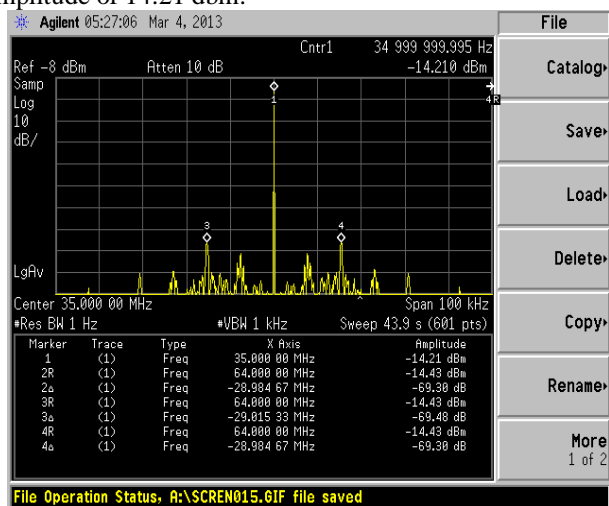 Agilent 05:27:06 Mar 4, 2013
File
Cntr1 34 999 999.995 Hz
Ref -8 dBm Atten 10 dB -14.210 dBm
Samp
Log
10
dB/
1
4R
3
4
LgAv
Center 35.000 00 MHz Span 100 kHz
#Res BW 1 Hz #VBW 1 kHz Sweep 43.9 s (601 pts)
Marker Trace Type X Axis Amplitude
1 (1) Freq 35.000 00 MHz -14.21 dBm
2R (1) Freq 64.000 00 MHz -14.43 dBm
2Δ (1) Freq -28.984 67 MHz -69.30 dB
3R (1) Freq 64.000 00 MHz -14.43 dBm
3Δ (1) Freq -29.015 33 MHz -69.48 dB
4R (1) Freq 64.000 00 MHz -14.43 dBm
4Δ (1) Freq -28.984 67 MHz -69.30 dB
Catalog
Save
Load
Delete
Copy
Rename
More
1 of 2
File Operation Status, A:\SCREN015.GIF file saved